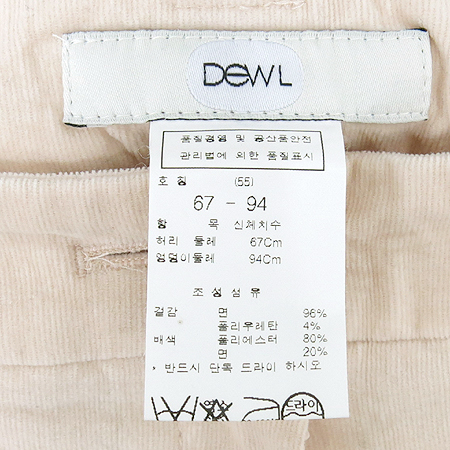 DeWL
품질경영 및 공산품안전
관리법에 의한 품질표시
호 칭 (55)
67 - 94
항 목 신체치수
허리 둘레 67Cm
엉덩이둘레 94Cm
조 성 섬 유
겉감 면 96%
폴리우레탄 4%
배색 폴리에스터 80%
면 20%
, 반드시 단독 드라이 하시오
드라이